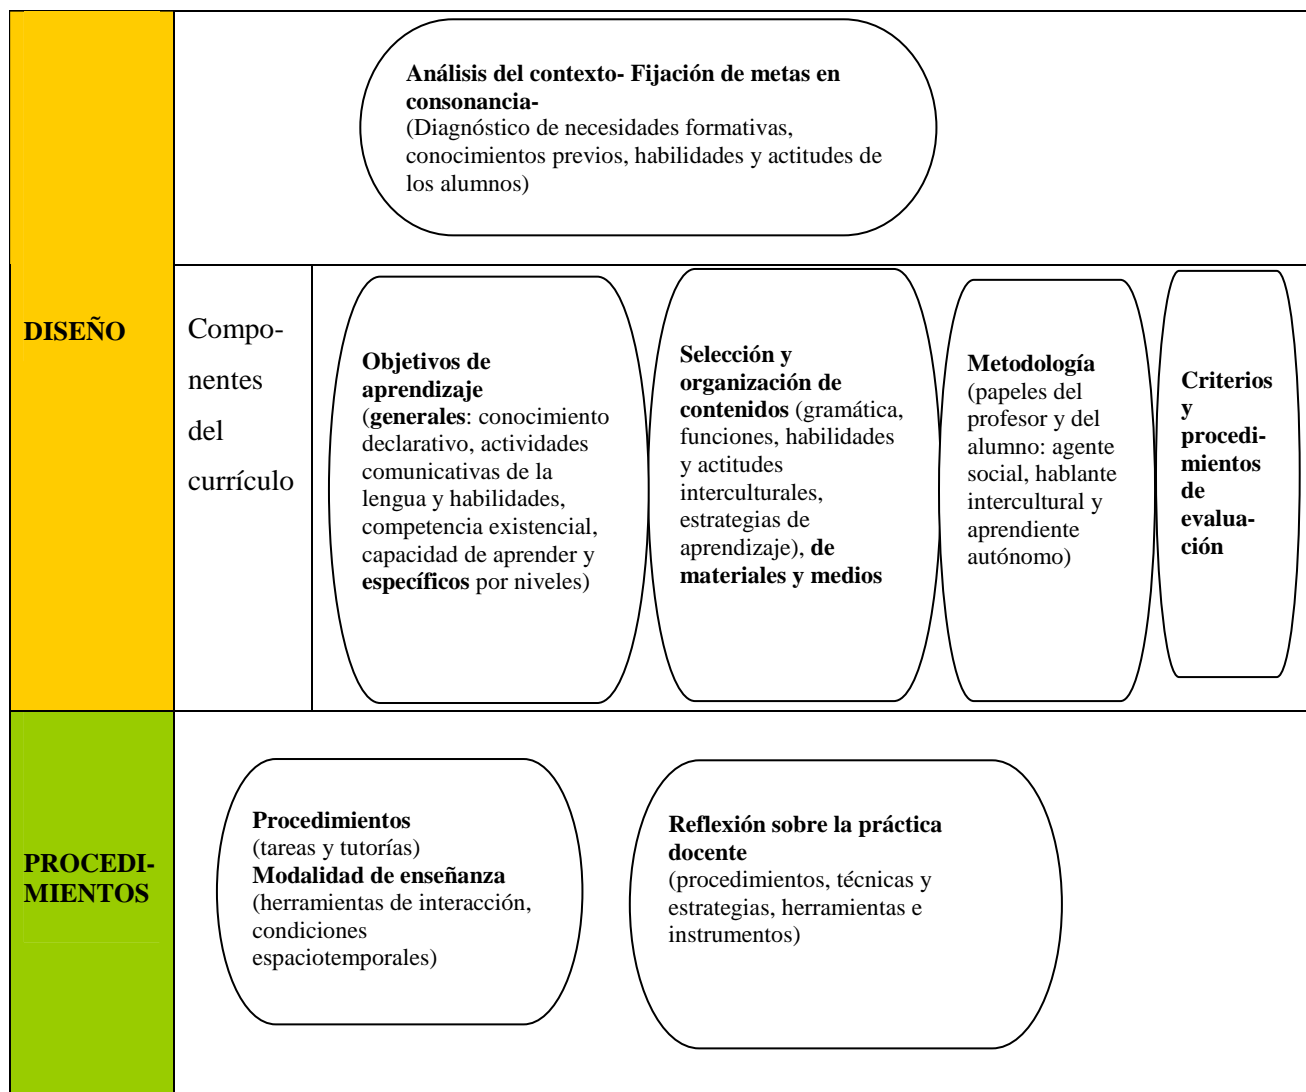 Análisis del contexto- Fijación de metas en
consonancia-
(Diagnóstico de necesidades formativas,
conocimientos previos, habilidades y actitudes de
los alumnos)
DISEÑO
Compo-
nentes
del
currículo
Objetivos de
aprendizaje
(generales: conocimiento
declarativo, actividades
comunicativas de la
lengua y habilidades,
competencia existencial,
capacidad de aprender y
específicos por niveles)
Selección y
organización de
contenidos (gramática,
funciones, habilidades
y actitudes
interculturales,
estrategias de
aprendizaje), de
materiales y medios
Metodología
(papeles del
profesor y del
alumno: agente
social, hablante
intercultural y
aprendiente
autónomo)
Criterios
y
procedi-
mientos
de
evalua-
ción
PROCEDI-
MIENTOS
Procedimientos
(tareas y tutorías)
Modalidad de enseñanza
(herramientas de interacción,
condiciones
espaciotemporales)
Reflexión sobre la práctica
docente
(procedimientos, técnicas y
estrategias, herramientas e
instrumentos)